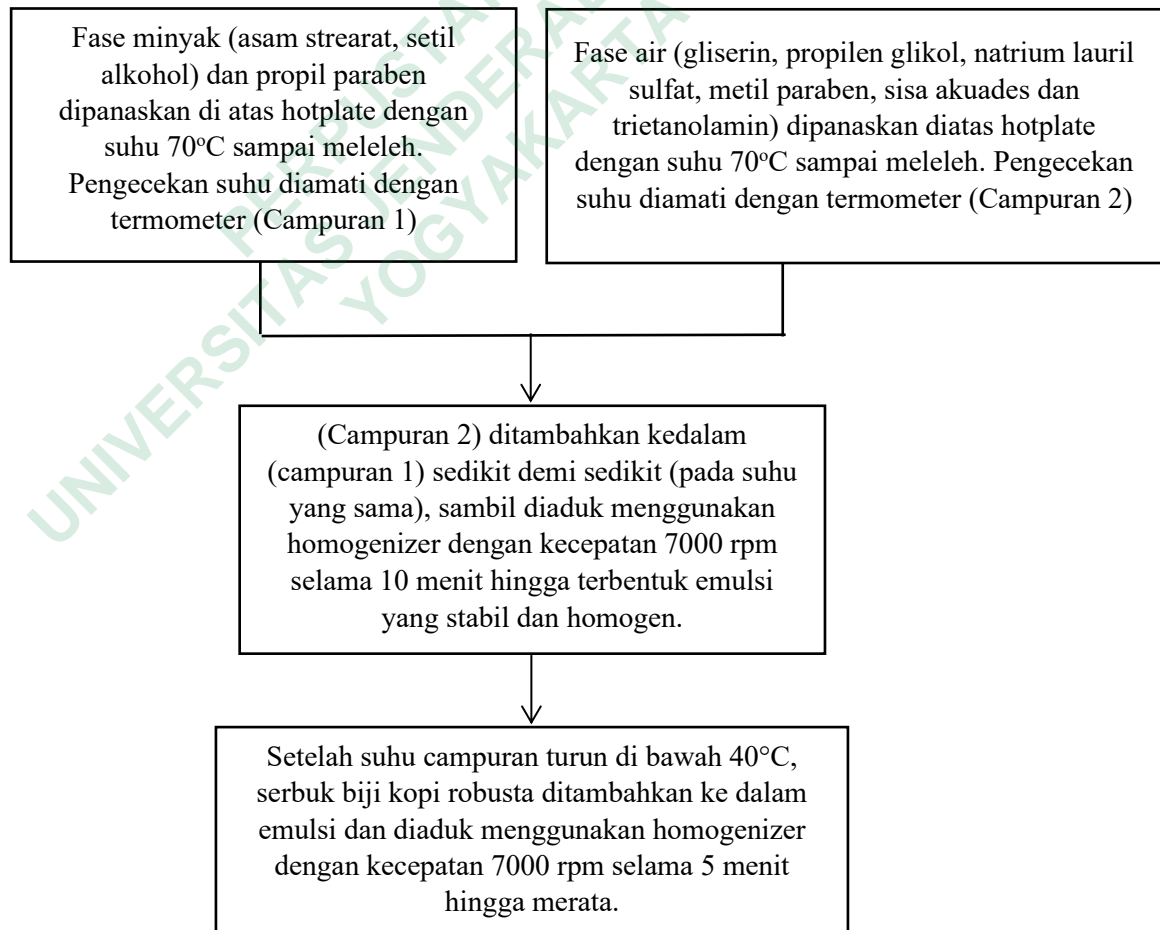 Fase minyak (asam strearat, setil
alkohol) dan propil paraben
dipanaskan di atas hotplate dengan
suhu 70°C sampai meleleh.
Pengecekan suhu diamati dengan
termometer (Campuran 1)
Fase air (gliserin, propilen glikol, natrium lauril
sulfat, metil paraben, sisa akuades dan
trietanolamin) dipanaskan diatas hotplate
dengan suhu 70°C sampai meleleh. Pengecekan
suhu diamati dengan termometer (Campuran 2)
(Campuran 2) ditambahkan kedalam
(campuran 1) sedikit demi sedikit (pada suhu
yang sama), sambil diaduk menggunakan
homogenizer dengan kecepatan 7000 rpm
selama 10 menit hingga terbentuk emulsi
yang stabil dan homogen.
Setelah suhu campuran turun di bawah 40°C,
serbuk biji kopi robusta ditambahkan ke dalam
emulsi dan diaduk menggunakan homogenizer
dengan kecepatan 7000 rpm selama 5 menit
hingga merata.
UNIVERSITAS
YOGYAKARTA